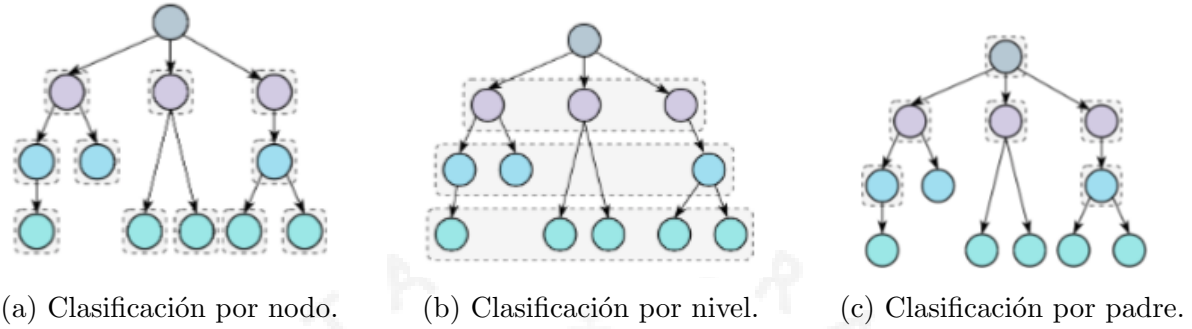 (a) Clasificación por nodo.
(b) Clasificación por nivel.
(c) Clasificación por padre.